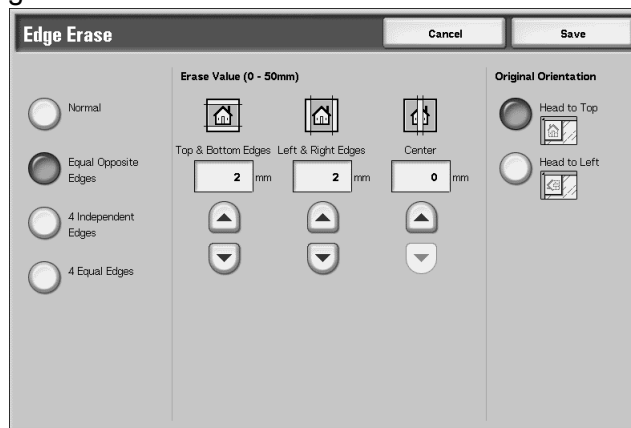 g
Edge Erase
Cancel
Save
Normal
Equal Opposite
Edges
4 Independent
Edges
4 Equal Edges
Erase Value (0 - 50mm)
Top & Bottom Edges
Left & Right Edges
Center
2 mm
2 mm
0 mm
Original Orientation
Head to Top
Head to Left